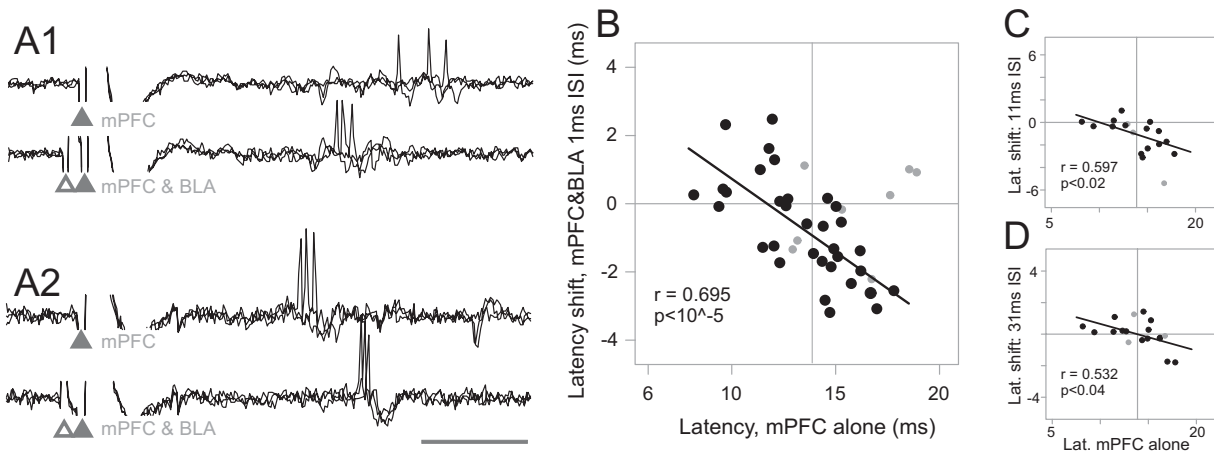 A1
mPFC
mPFC & BLA
A2
mPFC
mPFC & BLA
B
Latency shift, mPFC&BLA 1ms ISI (ms)
4
2
0
-2
-4
r = 0.695
p<10^-5
6
10
15
20
Latency, mPFC alone (ms)
C
Lat. shift: 11ms ISI
6
0
-6
r = 0.597
p<0.02
5
20
D
Lat. shift: 31ms ISI
4
0
-4
r = 0.532
p<0.04
5
20
Lat. mPFC alone